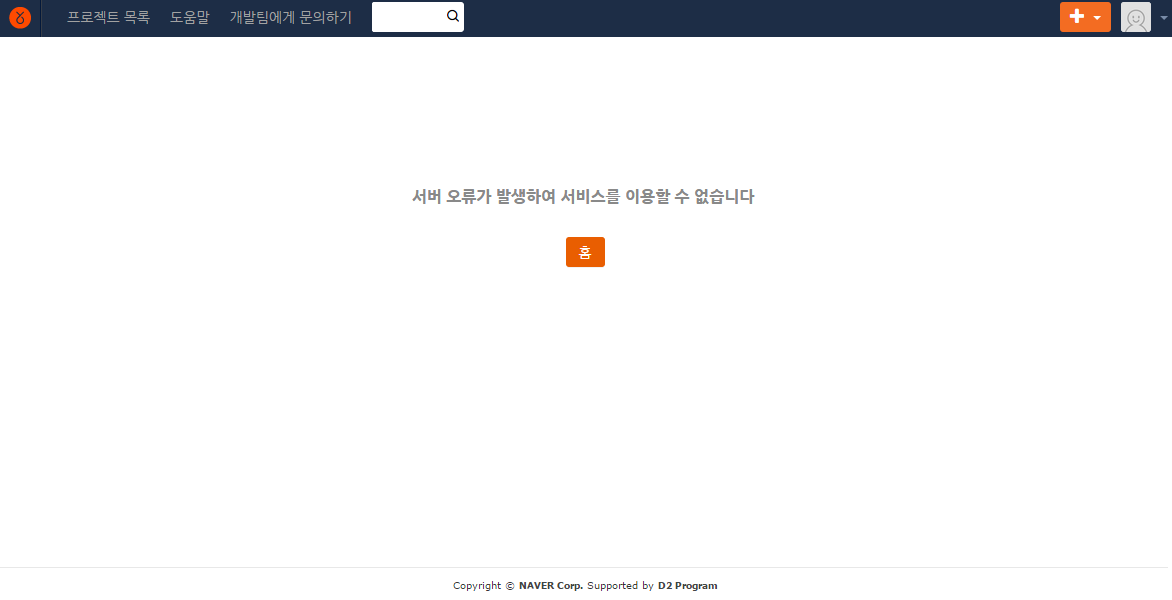 프로젝트 목록 도움말 개발팀에게 문의하기
서버 오류가 발생하여 서비스를 이용할 수 없습니다
홈
Copyright © NAVER Corp. Supported by D2 Program